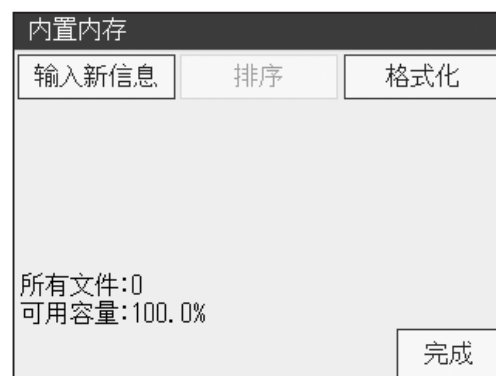 内置内存
输入新信息 排序 格式化
所有文件:0
可用容量:100.0%
完成